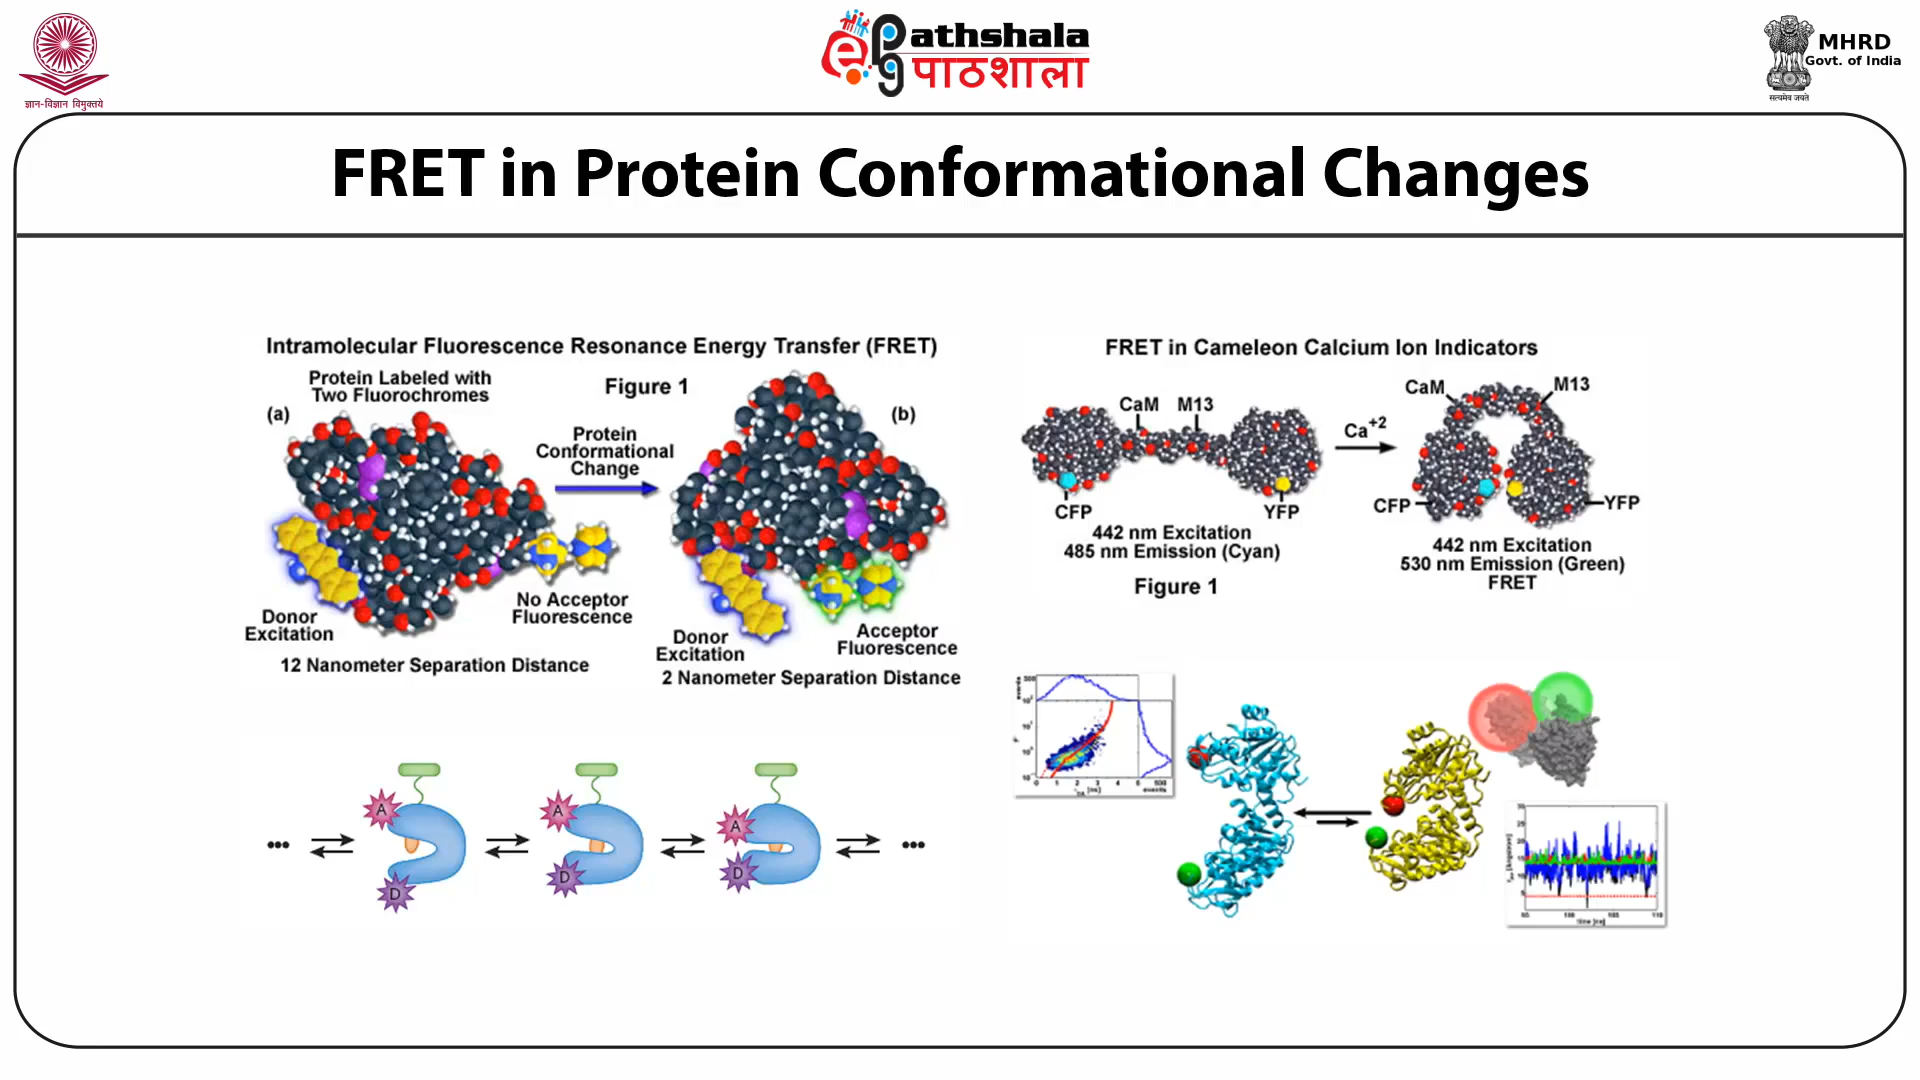 ज्ञान-विज्ञान विमुक्तये
ePathshala
पाठशाला
MHRD
Govt. of India
सत्यमेव जयते
FRET in Protein Conformational Changes
Intramolecular Fluorescence Resonance Energy Transfer (FRET)
Protein Labeled with
Two Fluorochromes
Figure 1
(a)
(b)
Protein
Conformational
Change
Donor
Excitation
No Acceptor
Fluorescence
12 Nanometer Separation Distance
Donor
Excitation
Acceptor
Fluorescence
2 Nanometer Separation Distance
FRET in Cameleon Calcium Ion Indicators
CaM
M13
CFP
YFP
442 nm Excitation
485 nm Emission (Cyan)
Figure 1
Ca+2
CaM
M13
CFP
YFP
442 nm Excitation
530 nm Emission (Green)
FRET
A
D
A
D
A
D
events